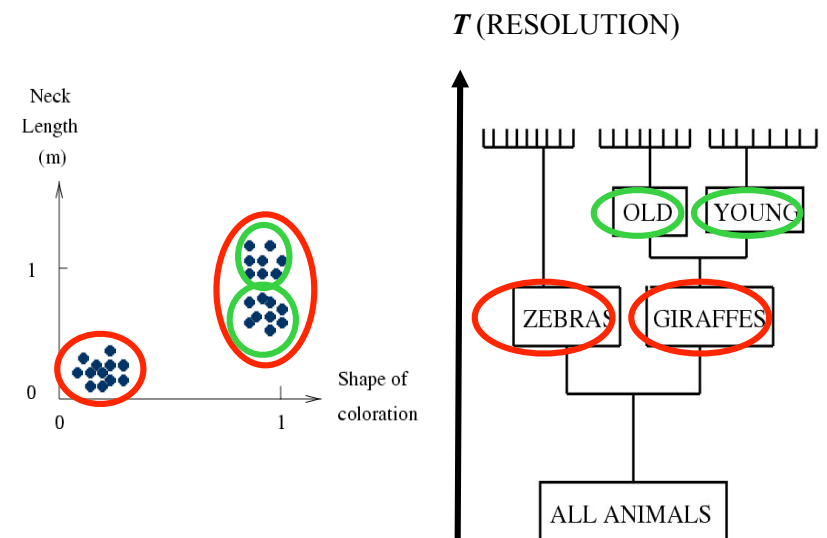 T (RESOLUTION)
Neck
Length
(m)
1
0
0
1
Shape of
coloration
OLD
YOUNG
ZEBRAS
GIRAFFES
ALL ANIMALS